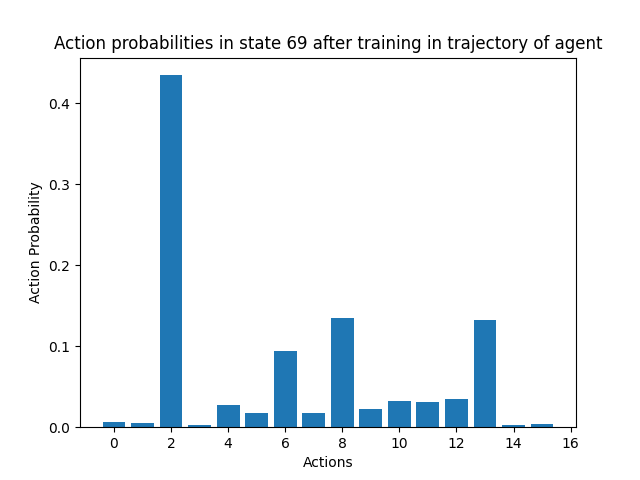 Action probabilities in state 69 after training in trajectory of agent
0.4
0.3
0.2
0.1
0.0
Action Probability
0 2 4 6 8 10 12 14 16
Actions